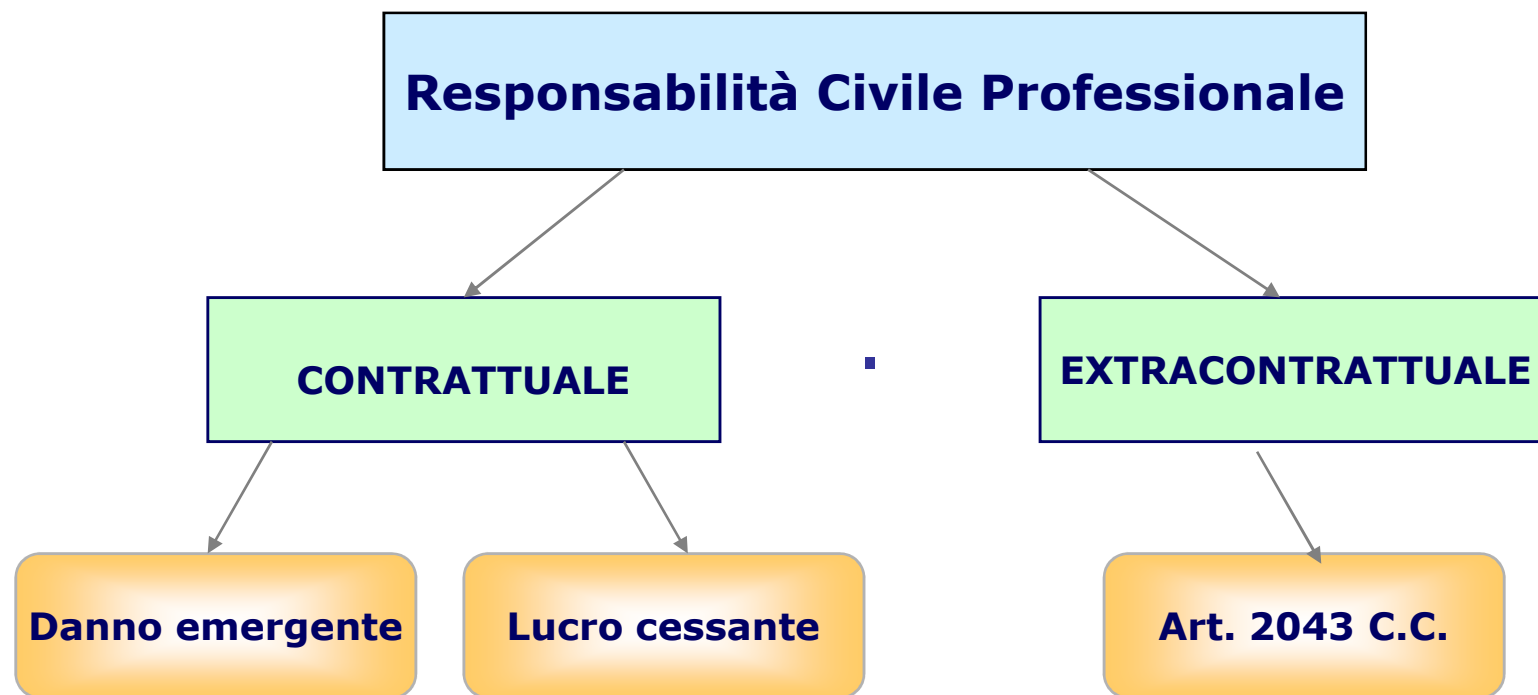 Responsabilità Civile Professionale
CONTRATTUALE
EXTRACONTRATTUALE
Danno emergente
Lucro cessante
Art. 2043 C.C.